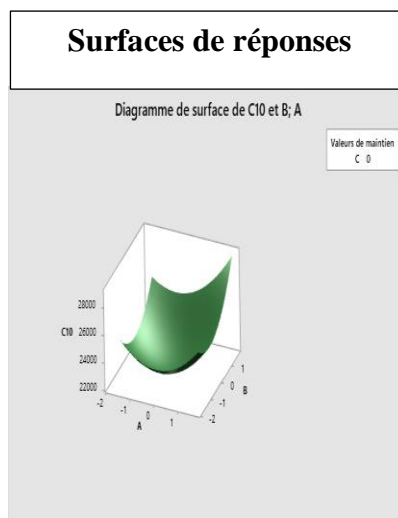 Surfaces de réponses
Diagramme de surface de C10 et B; A
Valeurs de maintien
C 0
28000
C10 26000
24000
22000
-2
-1
0
1
A
-2
-1
0
1
B